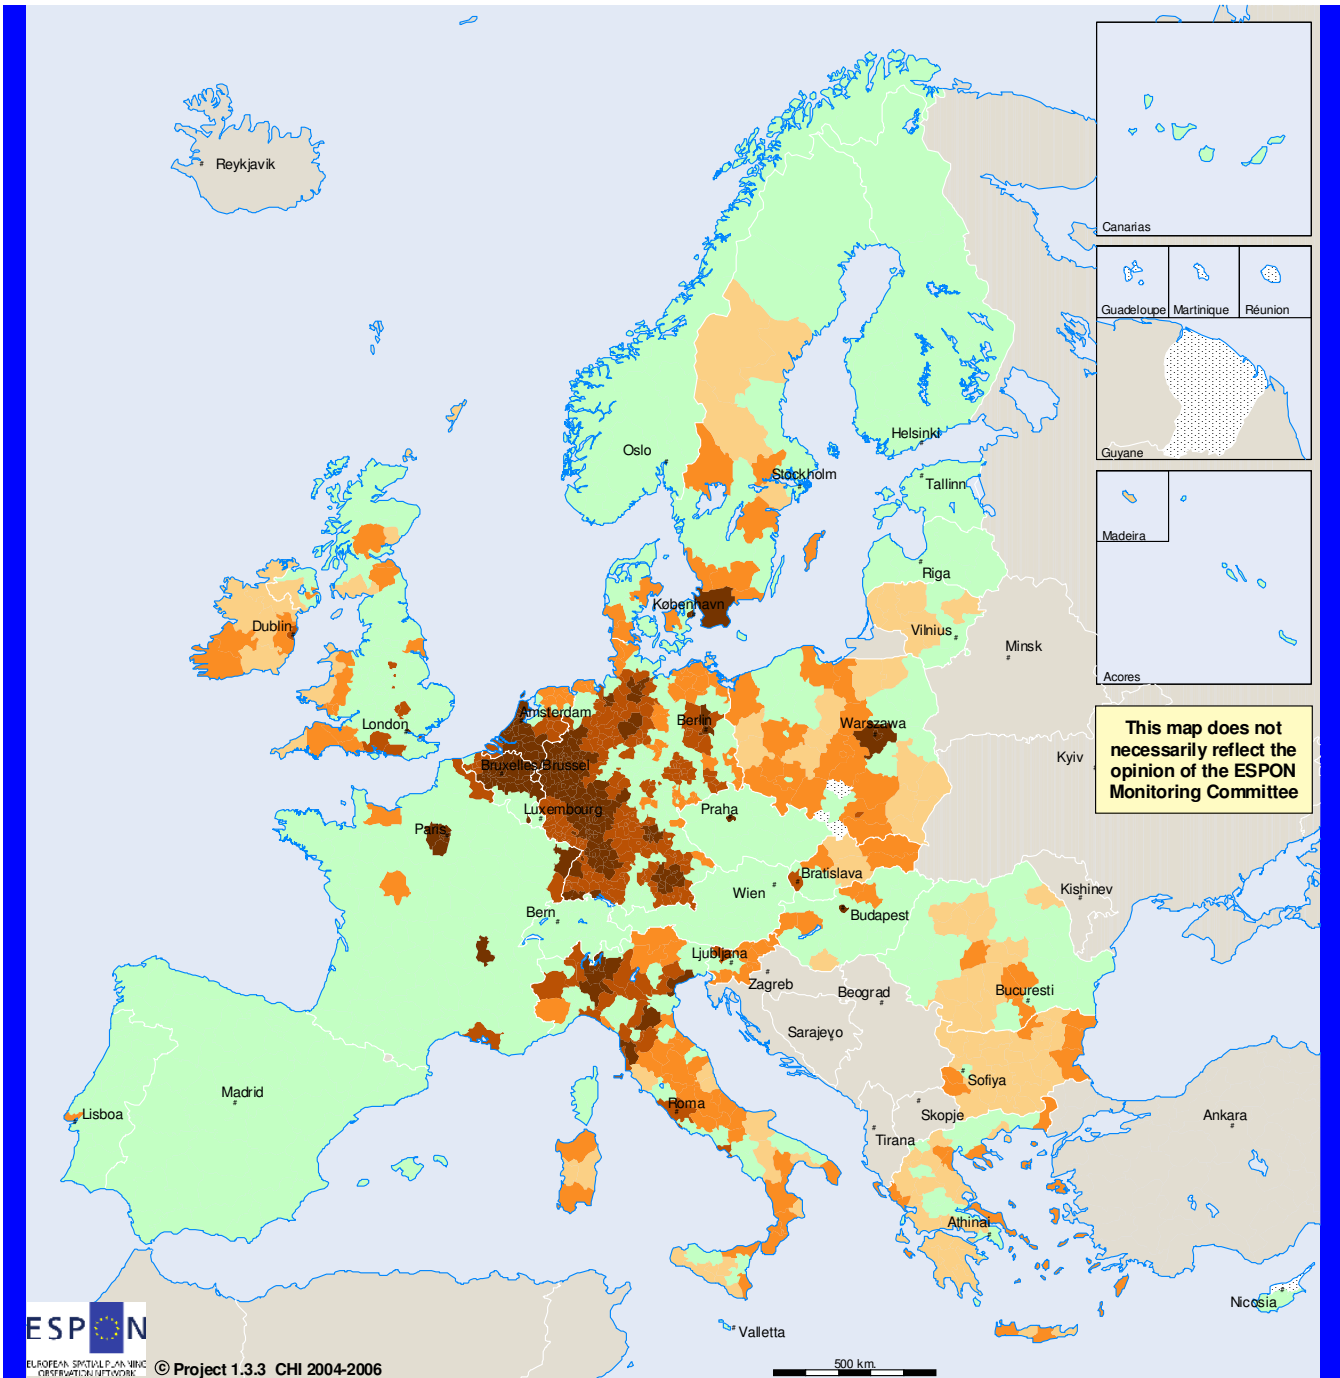 Reykjavik
Canarias
Guadeloupe
Martinique
Réunion
Guyane
Madeira
Acores
Oslo
Helsinki
Stockholm
Tallinn
Riga
København
Dublin
Vilnius
Minsk
Amsterdam
London
Berlin
Warszawa
This map does not
necessarily reflect the
opinion of the ESPON
Monitoring Committee
Kyiv
Bruxelles/Brussel
Luxembourg
Praha
Paris
Bratislava
Wien
Kishinev
Bern
Budapest
Ljubljana
Zagreb
Beograd
Bucuresti
Sarajevo
Sofiya
Madrid
Roma
Lisboa
Skopje
Ankara
Tirana
Athinai
Nicosia
Valletta
ESPON
EUROPEAN SPATIAL PLANNING
OBSERVATION NETWORK
© Project 1.3.3 CHI 2004-2006
500 km.